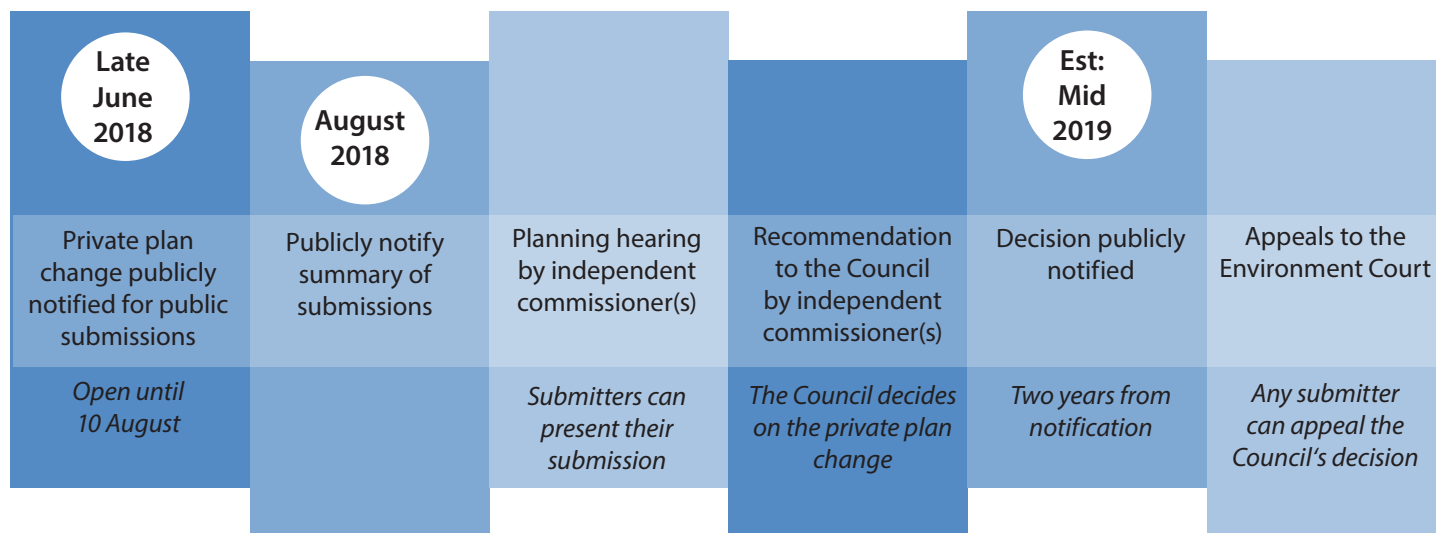 Late
June
2018
Private plan
change publicly
notified for public
submissions
Open until
10 August
August
2018
Publicly notify
summary of
submissions
Planning hearing
by independent
commissioner(s)
Submitters can
present their
submission
Recommendation
to the Council
by independent
commissioner(s)
The Council decides
on the private plan
change
Est:
Mid
2019
Decision publicly
notified
Two years from
notification
Appeals to the
Environment Court
Any submitter
can appeal the
Council‘s decision